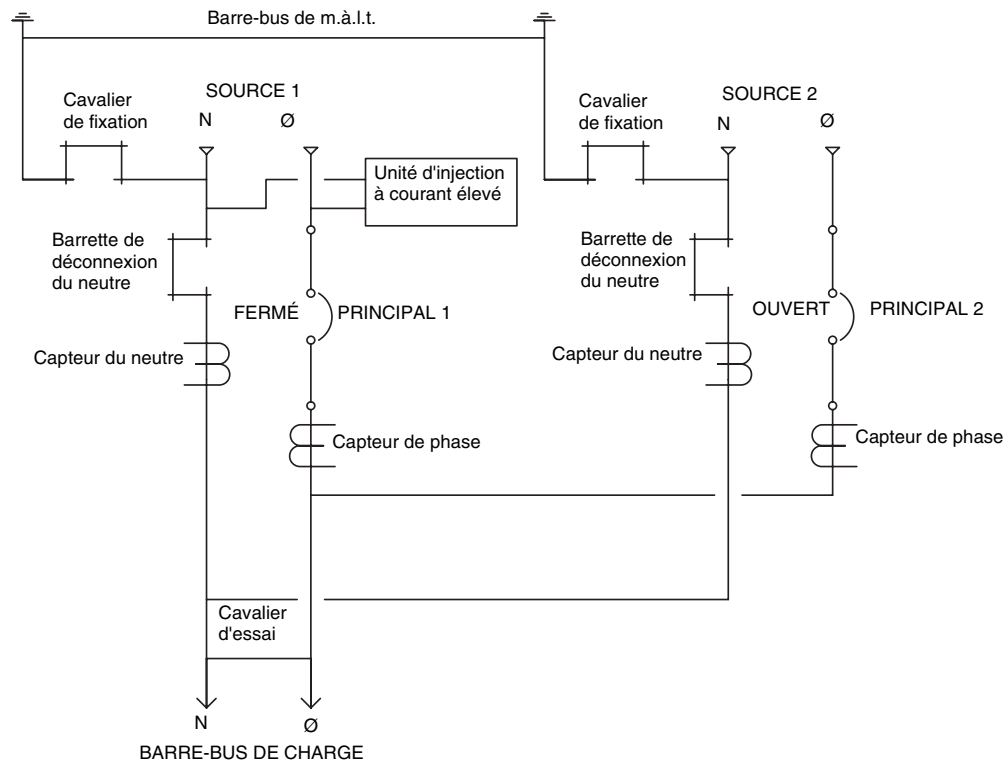 Barre-bus de m.à.l.t.
SOURCE 1
SOURCE 2
Cavalier
de fixation
N
Ø
Cavalier
de fixation
N
Ø
Unité d'injection
à courant élevé
Barrette de
déconnexion
du neutre
Barrette de
déconnexion
du neutre
FERMÉ
PRINCIPAL 1
OUVERT
PRINCIPAL 2
Capteur du neutre
Capteur du neutre
Capteur de phase
Capteur de phase
Cavalier
d'essai
N
Ø
BARRE-BUS DE CHARGE